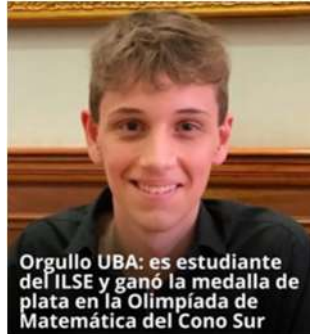 Orgullo UBA: es estudiante
del ILSE y ganó la medalla de
plata en la Olimpíada de
Matemática del Cono Sur